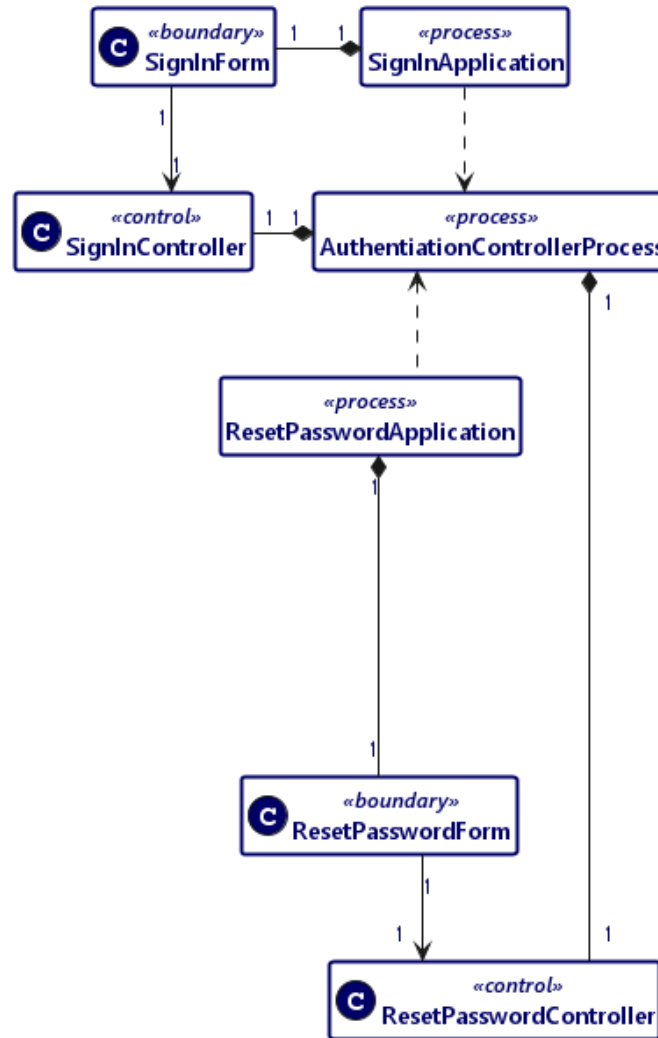 «boundary»
SignInForm
1
1
«process»
SignInApplication
1
1
«control»
SignInController
1
1
«process»
AuthentiationControllerProcess
1
«process»
ResetPasswordApplication
1
1
«boundary»
ResetPasswordForm
1
1
1
«control»
ResetPasswordController
C
C
C
C